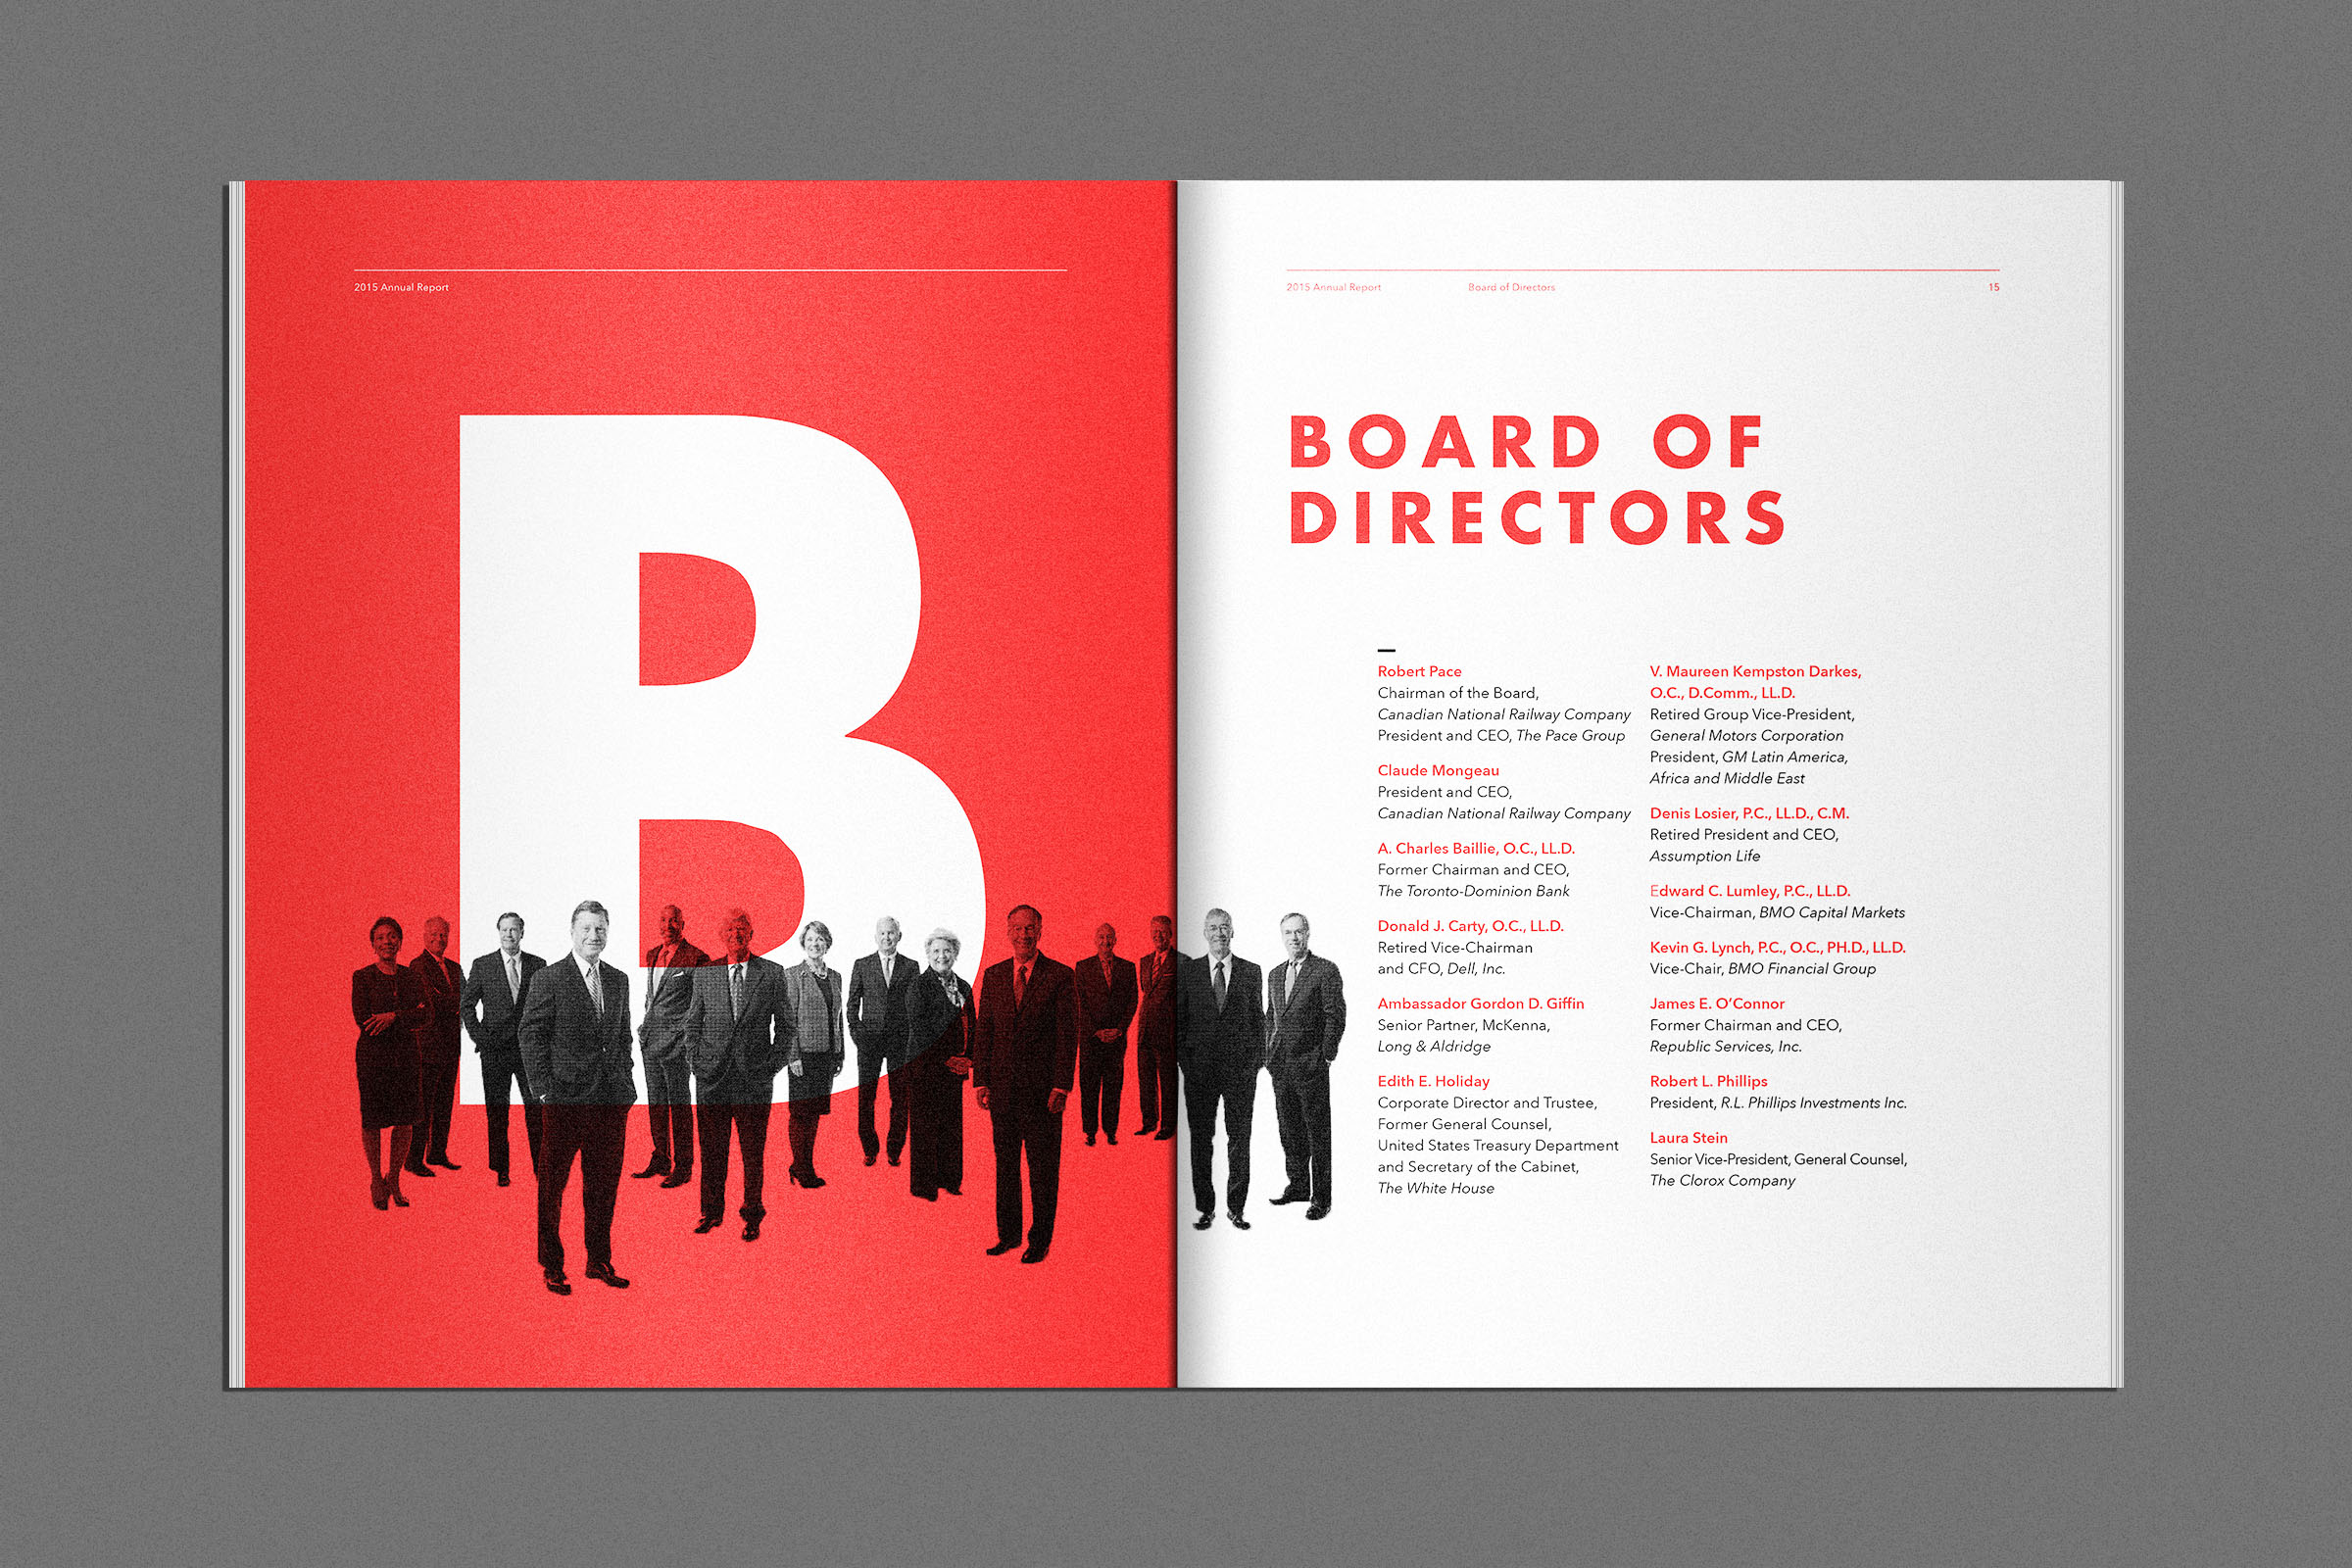 2015 Annual Report
B
2015 Annual Report Board of Directors 15
BOARD OF
DIRECTORS
Robert Pace
Chairman of the Board,
Canadian National Railway Company
President and CEO, The Pace Group
Claude Mongeau
President and CEO,
Canadian National Railway Company
A. Charles Baillie, O.C., LL.D.
Former Chairman and CEO,
The Toronto-Dominion Bank
Donald J. Carty, O.C., LL.D.
Retired Vice-Chairman
and CFO, Dell, Inc.
Ambassador Gordon D. Giffin
Senior Partner, McKenna,
Long & Aldridge
Edith E. Holiday
Corporate Director and Trustee,
Former General Counsel,
United States Treasury Department
and Secretary of the Cabinet,
The White House
V. Maureen Kempston Darkes,
O.C., D.Comm., LL.D.
Retired Group Vice-President,
General Motors Corporation
President, GM Latin America,
Africa and Middle East
Denis Losier, P.C., LL.D., C.M.
Retired President and CEO,
Assumption Life
Edward C. Lumley, P.C., LL.D.
Vice-Chairman, BMO Capital Markets
Kevin G. Lynch, P.C., O.C., PH.D., LL.D.
Vice-Chair, BMO Financial Group
James E. O’Connor
Former Chairman and CEO,
Republic Services, Inc.
Robert L. Phillips
President, R.L. Phillips Investments Inc.
Laura Stein
Senior Vice-President, General Counsel,
The Clorox Company